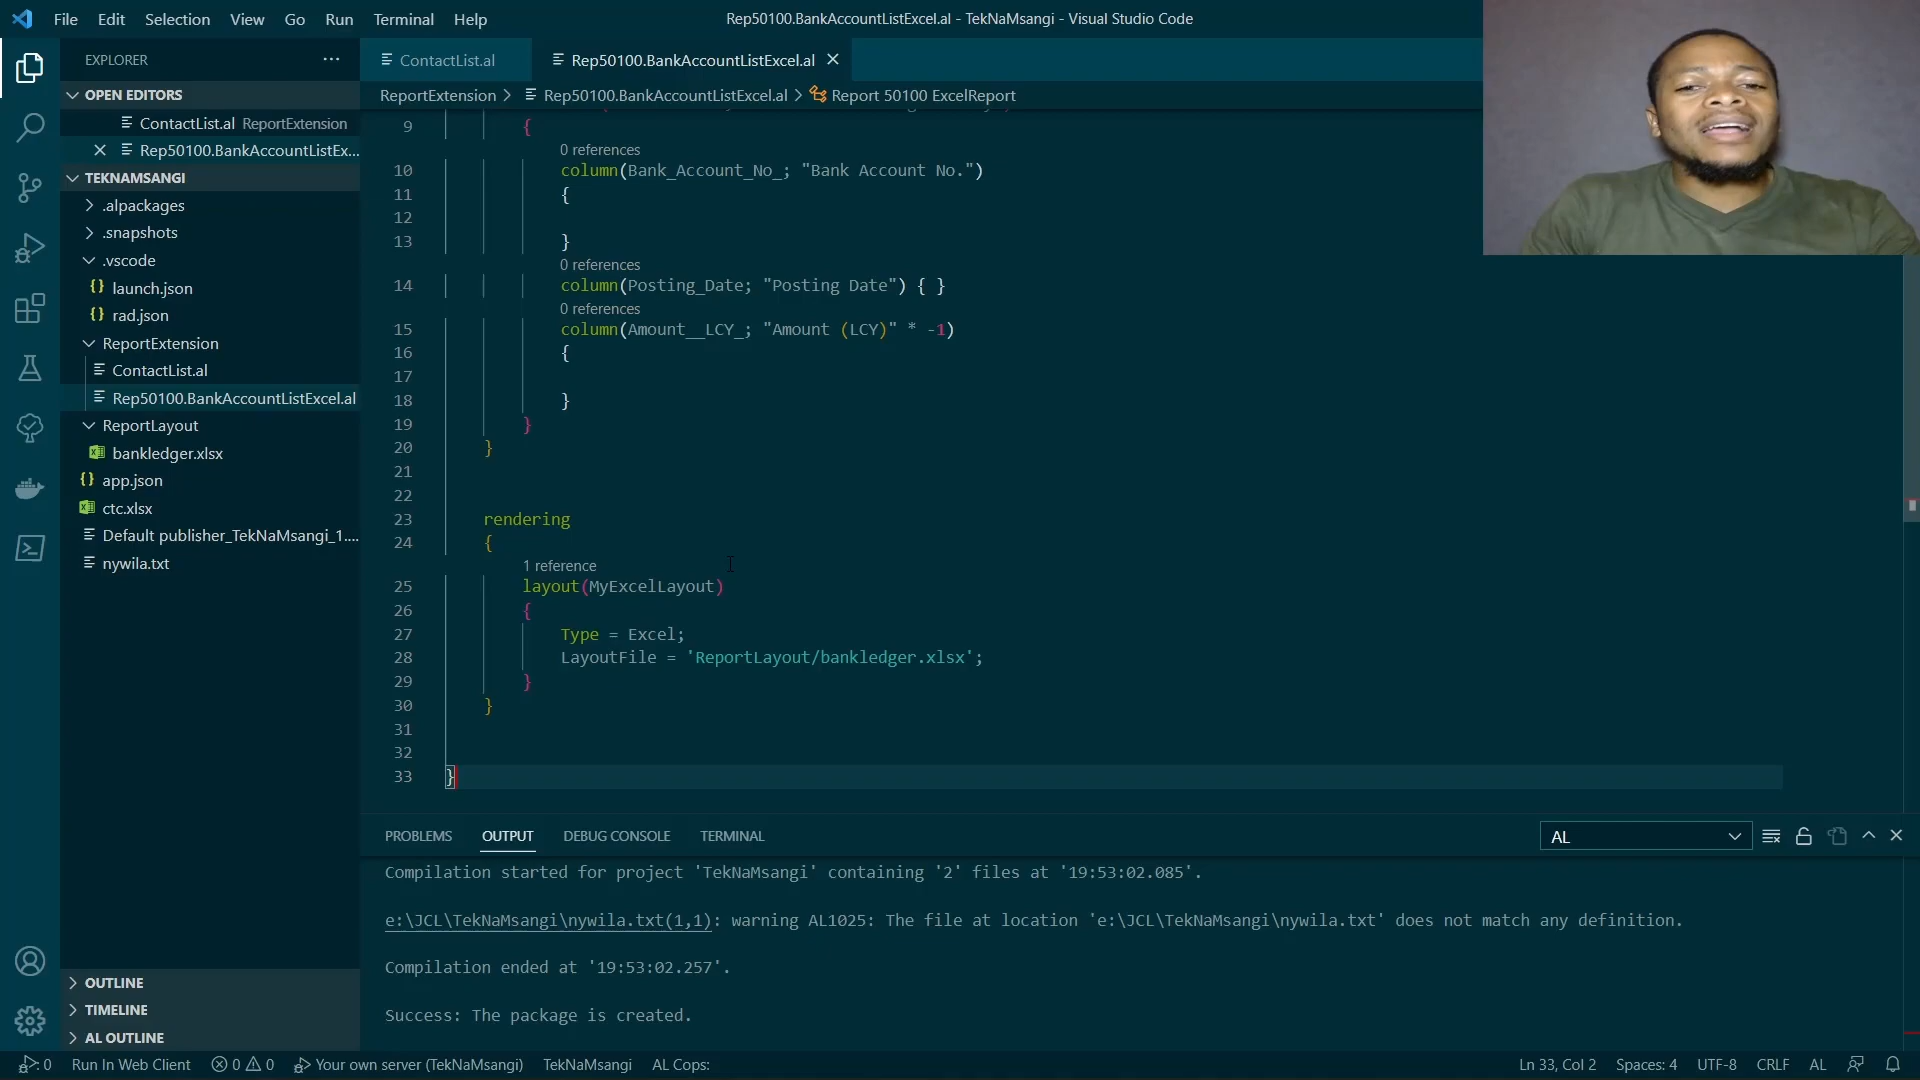 File Edit Selection View Go Run Terminal Help
Rep50100.BankAccountListExcel.al - TekNaMsangi - Visual Studio Code
EXPLORER
OPEN EDITORS
ContactList.al ReportExtension
Rep50100.BankAccountListEx...
TEKNAMSANGI
.alpackages
.snapshots
.vscode
launch.json
rad.json
ReportExtension
ContactList.al
Rep50100.BankAccountListExcel.al
ReportLayout
bankledger.xlsx
app.json
ctc.xlsx
Default publisher_TekNaMsangi_1....
nywila.txt
OUTLINE
TIMELINE
AL OUTLINE
ContactList.al
Rep50100.BankAccountListExcel.al
ReportExtension > Rep50100.BankAccountListExcel.al > Report 50100 ExcelReport
9 {
0 references
10 column(Bank_Account_No_; "Bank Account No.")
11 {
12
13 }
0 references
14 column(Posting_Date; "Posting Date") { }
0 references
15 column(Amount__LCY_; "Amount (LCY)" * -1)
16 {
17
18 }
19 }
20 }
21
22
23 rendering
24 {
1 reference
25 layout(MyExcelLayout)
26 {
27 Type = Excel;
28 LayoutFile = 'ReportLayout/bankledger.xlsx';
29 }
30 }
31
32
33 }
PROBLEMS OUTPUT DEBUG CONSOLE TERMINAL
AL
Compilation started for project 'TekNaMsangi' containing '2' files at '19:53:02.085'.
e:\JCL\TekNaMsangi\nywila.txt(1,1): warning AL1025: The file at location 'e:\JCL\TekNaMsangi\nywila.txt' does not match any definition.
Compilation ended at '19:53:02.257'.
Success: The package is created.
: 0 Run In Web Client 0 0 Your own server (TekNaMsangi) TekNaMsangi AL Cops:
Ln 33, Col 2 Spaces: 4 UTF-8 CRLF AL